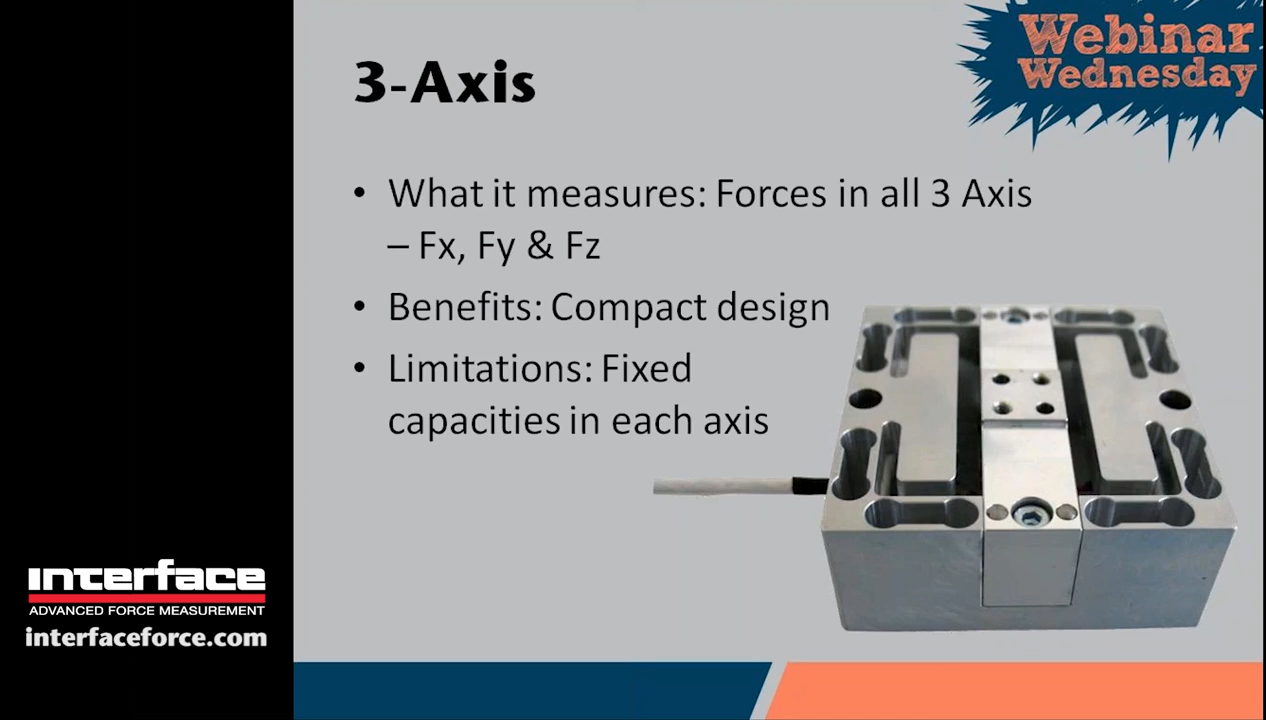 3-Axis
Webinar
Wednesday
• What it measures: Forces in all 3 Axis
– Fx, Fy & Fz
• Benefits: Compact design
• Limitations: Fixed
capacities in each axis
interface
ADVANCED FORCE MEASUREMENT
interfaceforce.com